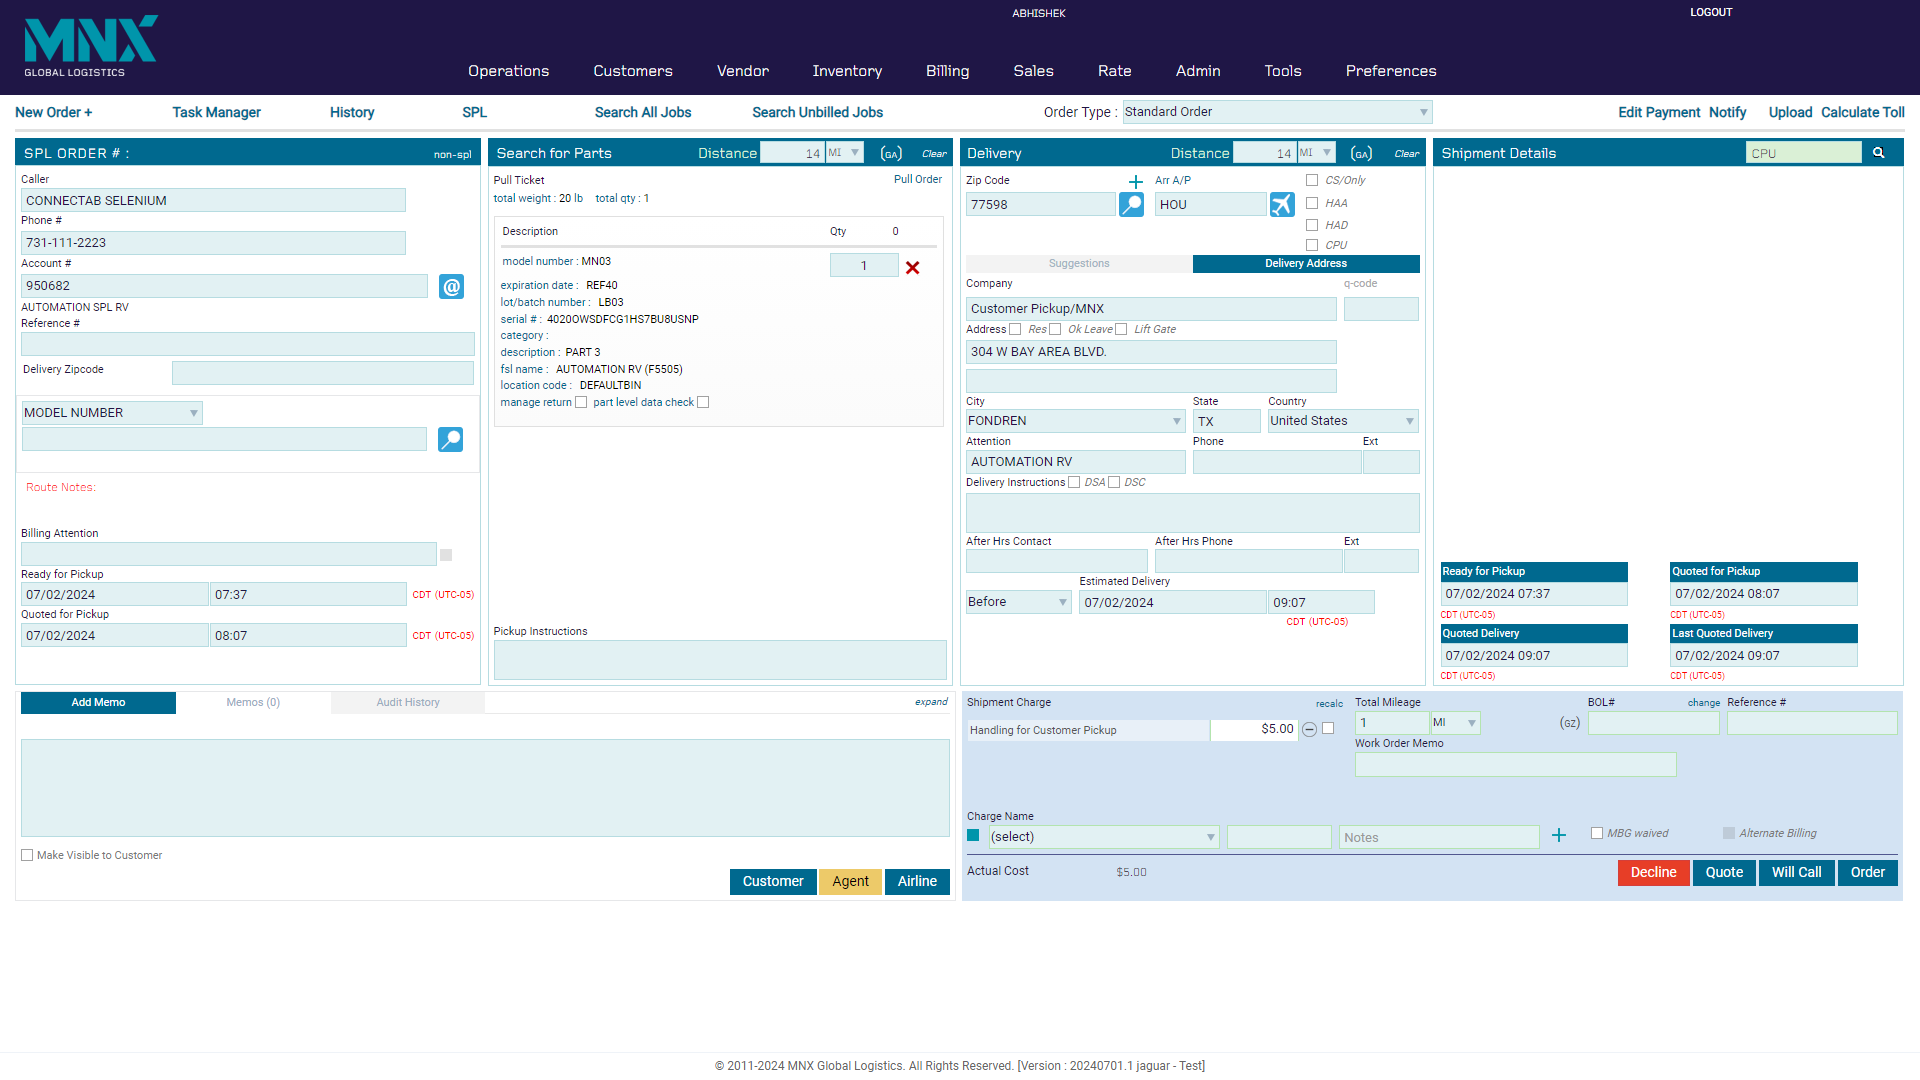 MNX
GLOBAL LOGISTICS
ABHISHEK
LOGOUT
Operations Customers Vendor Inventory Billing Sales Rate Admin Tools Preferences
New Order + Task Manager History SPL Search All Jobs Search Unbilled Jobs Order Type : Standard Order Edit Payment Notify Upload Calculate Toll
SPL ORDER # : non-spl
Caller
CONNECTAB SELENIUM
Phone #
731-111-2223
Account #
950682 @
AUTOMATION SPL RV
Reference #
Delivery Zipcode
MODEL NUMBER
Route Notes:
Billing Attention
Ready for Pickup
07/02/2024 07:37 CDT (UTC-05)
Quoted for Pickup
07/02/2024 08:07 CDT (UTC-05)
Search for Parts Distance 14 MI (GA) Clear
Pull Ticket Pull Order
total weight : 20 lb total qty : 1
Description Qty 0
model number : MN03 1
expiration date : REF40
lot/batch number : LB03
serial # : 4020OWSDFCG1HS7BU8USNP
category :
description : PART 3
fsl name : AUTOMATION RV (F5505)
location code : DEFAULTBIN
manage return part level data check
Pickup Instructions
Delivery Distance 14 MI (GA) Clear
Zip Code + Arr A/P CS/Only
77598 HOU HAA
HAD
CPU
Suggestions Delivery Address
Company q-code
Customer Pickup/MNX
Address Res Ok Leave Lift Gate
304 W BAY AREA BLVD.
City State Country
FONDREN TX United States
Attention Phone Ext
AUTOMATION RV
Delivery Instructions DSA DSC
After Hrs Contact After Hrs Phone Ext
Estimated Delivery
Before 07/02/2024 09:07
CDT (UTC-05)
Shipment Details CPU
Ready for Pickup Quoted for Pickup
07/02/2024 07:37 07/02/2024 08:07
CDT (UTC-05) CDT (UTC-05)
Quoted Delivery Last Quoted Delivery
07/02/2024 09:07 07/02/2024 09:07
CDT (UTC-05) CDT (UTC-05)
Add Memo Memos (0) Audit History expand
Make Visible to Customer
Customer Agent Airline
Shipment Charge recalc Total Mileage BOL# change Reference #
Handling for Customer Pickup $5.00 1 MI (GZ)
Work Order Memo
Charge Name
(select) Notes + MBG waived Alternate Billing
Actual Cost $5.00 Decline Quote Will Call Order
© 2011-2024 MNX Global Logistics. All Rights Reserved. [Version : 20240701.1 jaguar - Test]